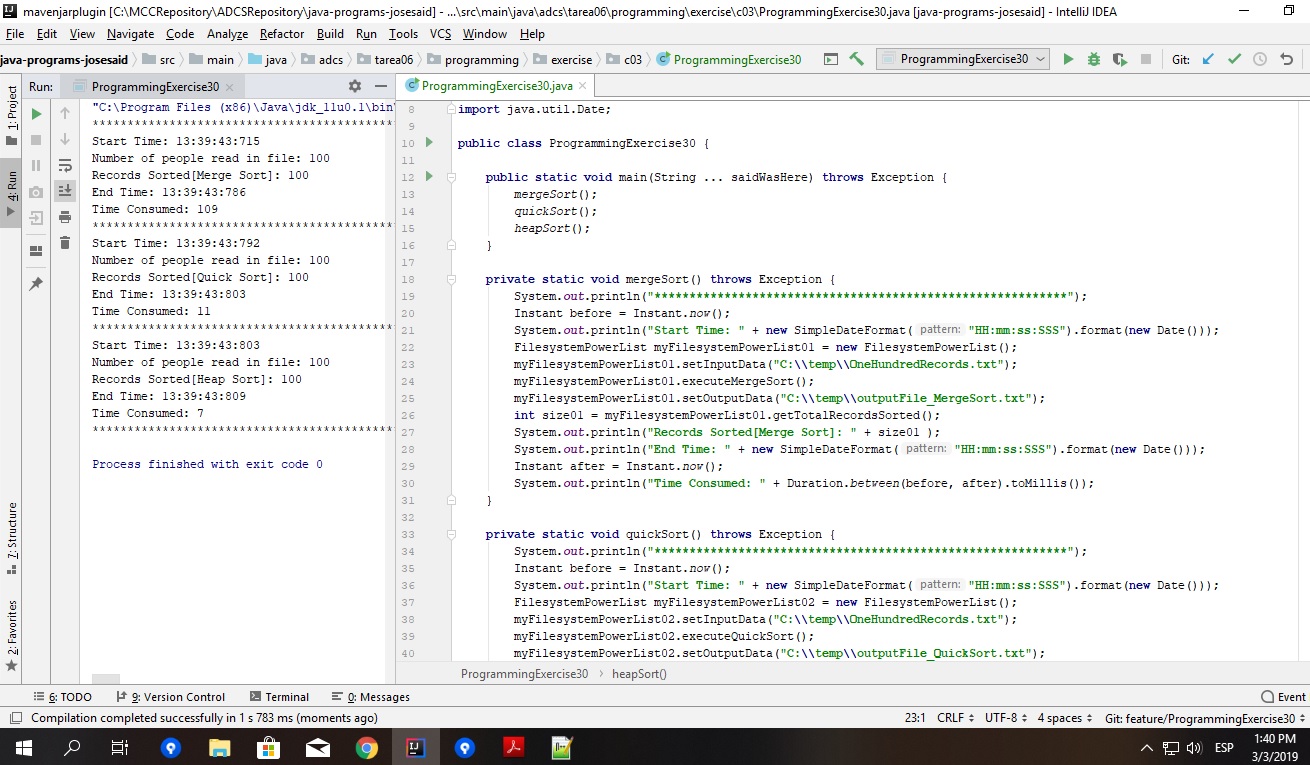 mavenjarplugin [C:\MCCRepository\ADCSRepository\java-programs-josesaid] - ...\src\main\java\adcs\tarea06\programming\exercise\c03\ProgrammingExercise30.java [java-programs-josesaid] - IntelliJ IDEA
File Edit View Navigate Code Analyze Refactor Build Run Tools VCS Window Help
java-programs-josesaid src main java adcs tarea06 programming exercise c03 ProgrammingExercise30 ProgrammingExercise30 Git:
1: Project
4: Run
7: Structure
2: Favorites
Run: ProgrammingExercise30
"C:\Program Files (x86)\Java\jdk_11u0.1\bin\
*******************************************
Start Time: 13:39:43:715
Number of people read in file: 100
Records Sorted[Merge Sort]: 100
End Time: 13:39:43:786
Time Consumed: 109
*******************************************
Start Time: 13:39:43:792
Number of people read in file: 100
Records Sorted[Quick Sort]: 100
End Time: 13:39:43:803
Time Consumed: 11
*******************************************
Start Time: 13:39:43:803
Number of people read in file: 100
Records Sorted[Heap Sort]: 100
End Time: 13:39:43:809
Time Consumed: 7
*******************************************
Process finished with exit code 0
ProgrammingExercise30.java
8 import java.util.Date;
9
10 public class ProgrammingExercise30 {
11
12 public static void main(String ... saidWasHere) throws Exception {
13 mergeSort();
14 quickSort();
15 heapSort();
16 }
17
18 private static void mergeSort() throws Exception {
19 System.out.println("***********************************************************");
20 Instant before = Instant.now();
21 System.out.println("Start Time: " + new SimpleDateFormat( pattern: "HH:mm:ss:SSS").format(new Date()));
22 FilesystemPowerList myFilesystemPowerList01 = new FilesystemPowerList();
23 myFilesystemPowerList01.setInputData("C:\\temp\\OneHundredRecords.txt");
24 myFilesystemPowerList01.executeMergeSort();
25 myFilesystemPowerList01.setOutputData("C:\\temp\\outputFile_MergeSort.txt");
26 int size01 = myFilesystemPowerList01.getTotalRecordsSorted();
27 System.out.println("Records Sorted[Merge Sort]: " + size01 );
28 System.out.println("End Time: " + new SimpleDateFormat( pattern: "HH:mm:ss:SSS").format(new Date()));
29 Instant after = Instant.now();
30 System.out.println("Time Consumed: " + Duration.between(before, after).toMillis());
31 }
32
33 private static void quickSort() throws Exception {
34 System.out.println("***********************************************************");
35 Instant before = Instant.now();
36 System.out.println("Start Time: " + new SimpleDateFormat( pattern: "HH:mm:ss:SSS").format(new Date()));
37 FilesystemPowerList myFilesystemPowerList02 = new FilesystemPowerList();
38 myFilesystemPowerList02.setInputData("C:\\temp\\OneHundredRecords.txt");
39 myFilesystemPowerList02.executeQuickSort();
40 myFilesystemPowerList02.setOutputData("C:\\temp\\outputFile_QuickSort.txt");
ProgrammingExercise30 › heapSort()
6: TODO 9: Version Control Terminal 0: Messages Event
Compilation completed successfully in 1 s 783 ms (moments ago) 23:1 CRLF UTF-8 4 spaces Git: feature/ProgrammingExercise30
ESP 1:40 PM
3/3/2019